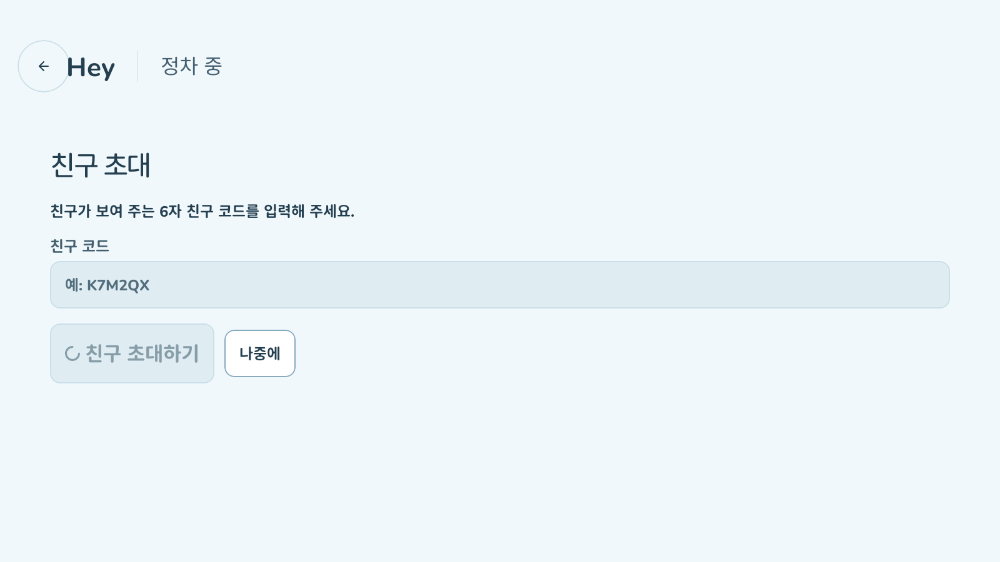 Hey
정차 중
친구 초대
친구가 보여 주는 6자 친구 코드를 입력해 주세요.
친구 코드
예: K7M2QX
친구 초대하기
나중에